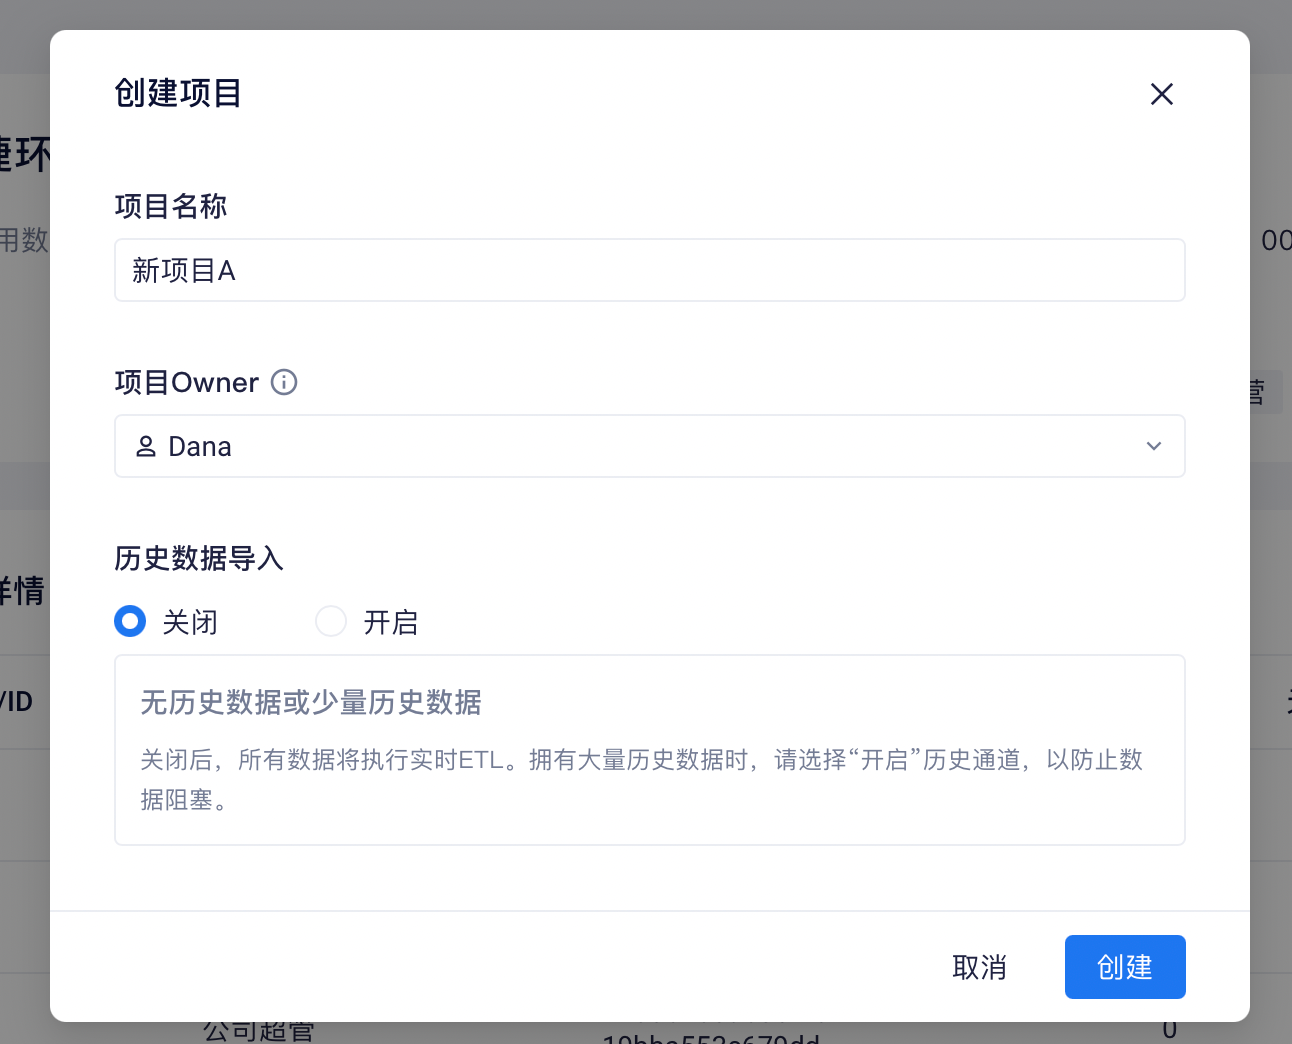 创建项目
捷环
项目名称
用数
00
新项目A
项目Owner
Dana
营
历史数据导入
详情
关闭
开启
无历史数据或少量历史数据
/ID
关闭后，所有数据将执行实时ETL。拥有大量历史数据时，请选择“开启”历史通道，以防止数
据阻塞。
取消
创建
公司超管
0